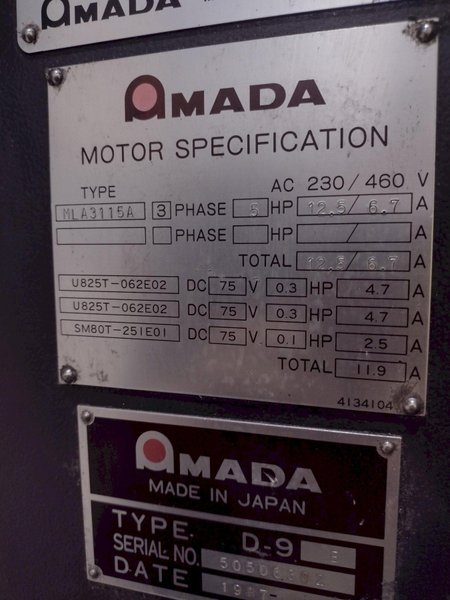 AMADA
AMADA
MOTOR SPECIFICATION
TYPE AC 230/460 V
MLA3115A 3 PHASE 5 HP 12.5/6.7 A
PHASE HP / A
TOTAL 12.5/6.7 A
U825T-062E02 DC 75 V 0.3 HP 4.7 A
U825T-062E02 DC 75 V 0.3 HP 4.7 A
SM80T-251E01 DC 75 V 0.1 HP 2.5 A
TOTAL 11.9 A
4134104
AMADA
MADE IN JAPAN
TYPE D-9
SERIAL NO.
DATE